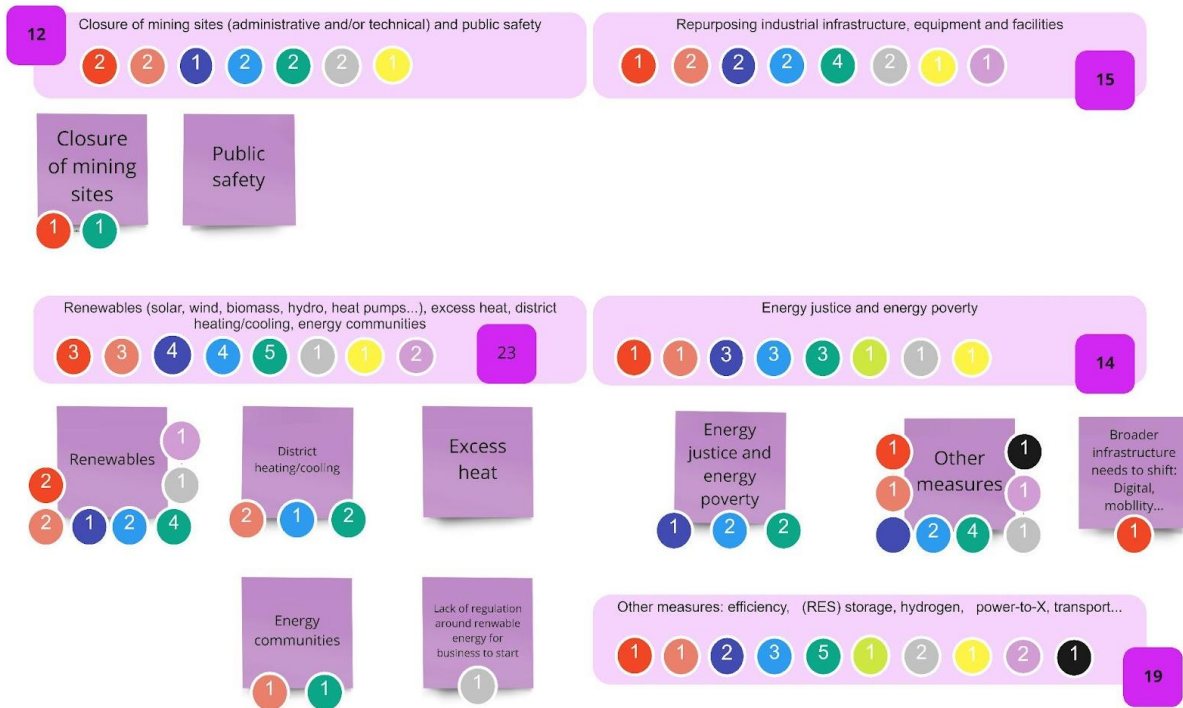 12
Closure of mining sites (administrative and/or technical) and public safety
2 2 1 2 2 2 1
Repurposing industrial infrastructure, equipment and facilities
1 2 2 2 4 2 1 1
15
Closure
of mining
sites
1 1
Public
safety
Renewables (solar, wind, biomass, hydro, heat pumps...), excess heat, district
heating/cooling, energy communities
3 3 4 4 5 1 1 2
23
Energy justice and energy poverty
1 1 3 3 3 1 1 1
14
Renewables
1
1
2
2 1 2 4
District
heating/cooling
2 1 2
Excess
heat
Energy
justice and
energy
poverty
1 2 2
Other
measures
1 1
1 1
2 4 1
Broader
infrastructure
needs to shift:
Digital,
mobility...
1
Energy
communities
1 1
Lack of regulation
around renwable
energy for
business to start
1
Other measures: efficiency, (RES) storage, hydrogen, power-to-X, transport...
1 1 2 3 5 1 2 1 2 1
19